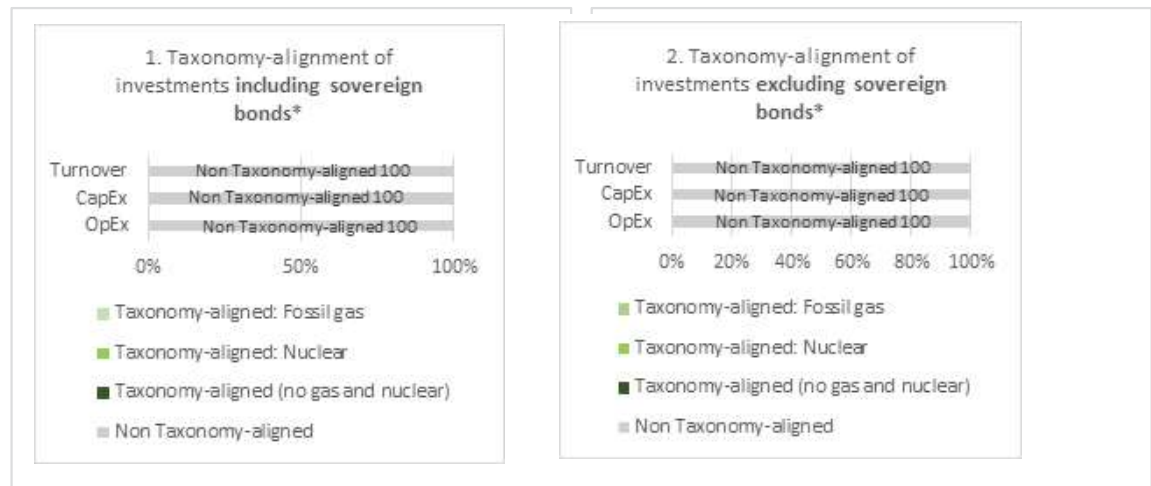 1. Taxonomy-alignment of
investments including sovereign
bonds*
Turnover
Non Taxonomy-aligned 100
CapEx
Non Taxonomy-aligned 100
OpEx
Non Taxonomy-aligned 100
0% 50% 100%
Taxonomy-aligned: Fossil gas
Taxonomy-aligned: Nuclear
Taxonomy-aligned (no gas and nuclear)
Non Taxonomy-aligned
2. Taxonomy-alignment of
investments excluding sovereign
bonds*
Turnover
Non Taxonomy-aligned 100
CapEx
Non Taxonomy-aligned 100
OpEx
Non Taxonomy-aligned 100
0% 20% 40% 60% 80% 100%
Taxonomy-aligned: Fossil gas
Taxonomy-aligned: Nuclear
Taxonomy-aligned (no gas and nuclear)
Non Taxonomy-aligned